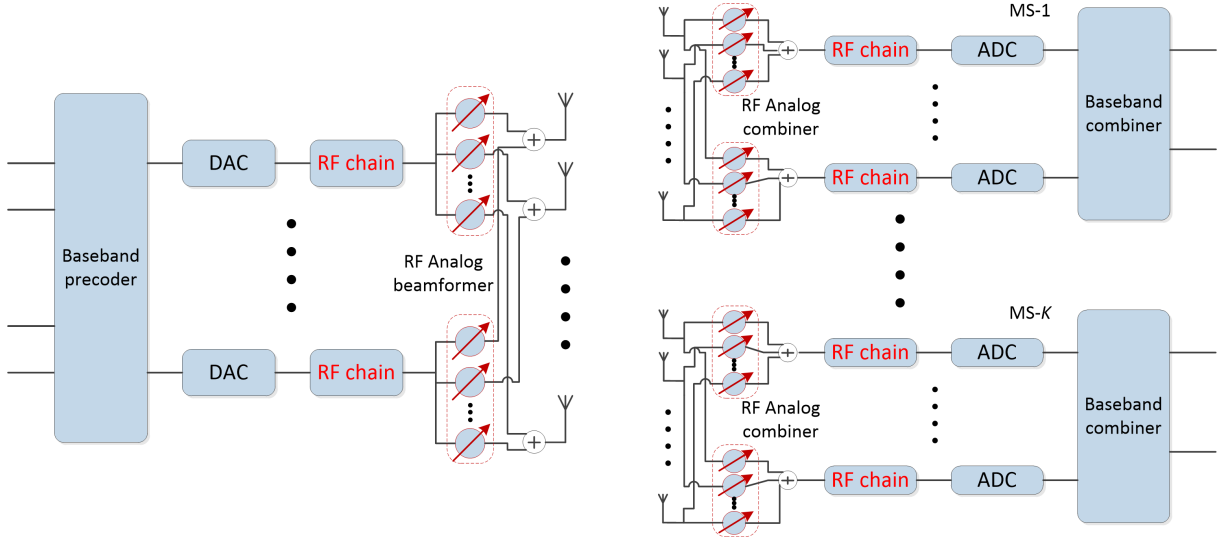 Baseband
precoder
DAC
RF chain
RF Analog
beamformer
DAC
RF chain
MS-1
RF chain
ADC
RF Analog
combiner
Baseband
combiner
RF chain
ADC
MS-K
RF chain
ADC
RF Analog
combiner
Baseband
combiner
RF chain
ADC